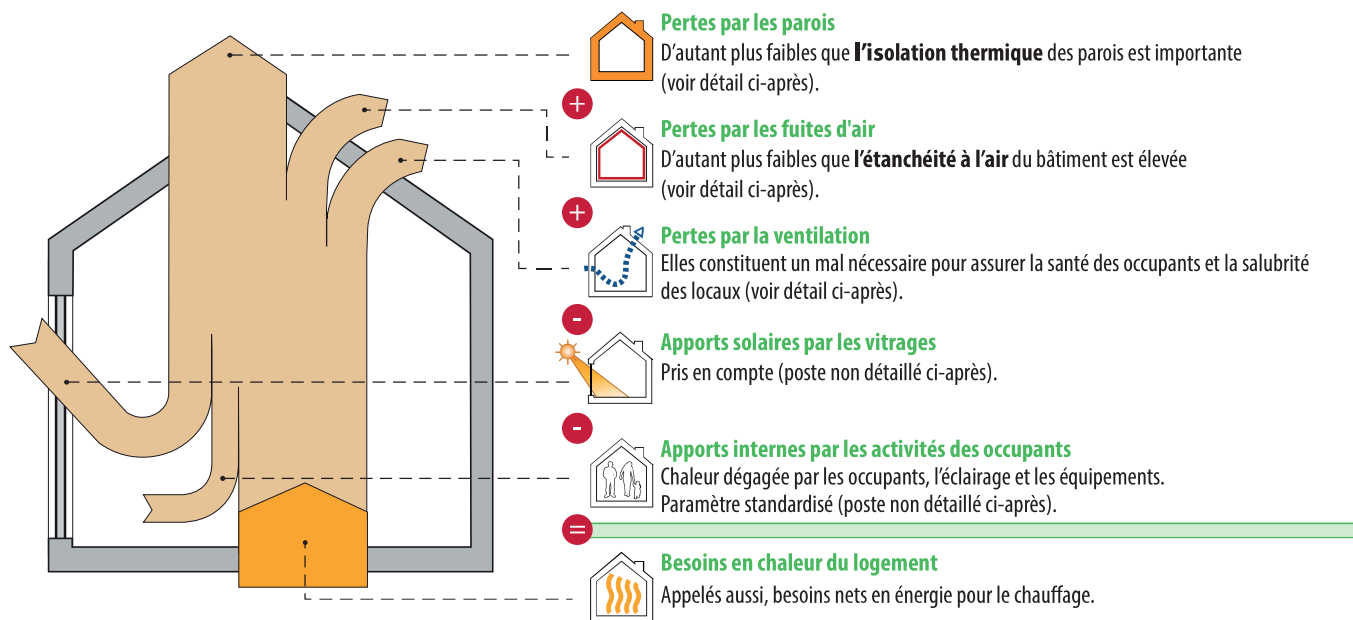 Pertes par les parois
D'autant plus faibles que l'isolation thermique des parois est importante
(voir détail ci-après).
+
Pertes par les fuites d'air
D'autant plus faibles que l'étanchéité à l'air du bâtiment est élevée
(voir détail ci-après).
+
Pertes par la ventilation
Elles constituent un mal nécessaire pour assurer la santé des occupants et la salubrité
des locaux (voir détail ci-après).
-
Apports solaires par les vitrages
Pris en compte (poste non détaillé ci-après).
-
Apports internes par les activités des occupants
Chaleur dégagée par les occupants, l'éclairage et les équipements.
Paramètre standardisé (poste non détaillé ci-après).
=
Besoins en chaleur du logement
Appelés aussi, besoins nets en énergie pour le chauffage.